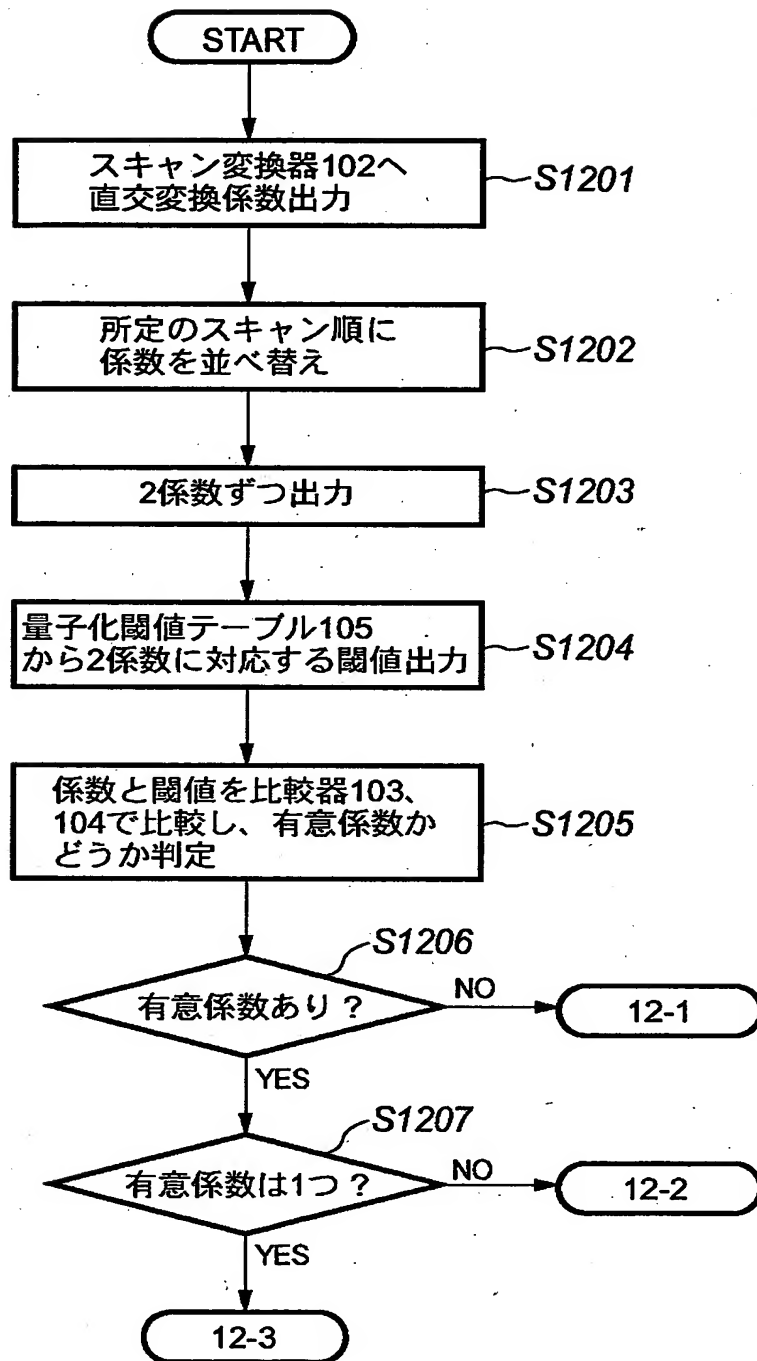 START
スキャン変換器102へ
直交変換係数出力
S1201
所定のスキャン順に
係数を並べ替え
S1202
2係数ずつ出力
S1203
量子化閾値テーブル105
から2係数に対応する閾値出力
S1204
係数と閾値を比較器103、
104で比較し、有意係数か
どうか判定
S1205
S1206
有意係数あり?
NO
12-1
YES
S1207
有意係数は1つ?
NO
12-2
YES
12-3